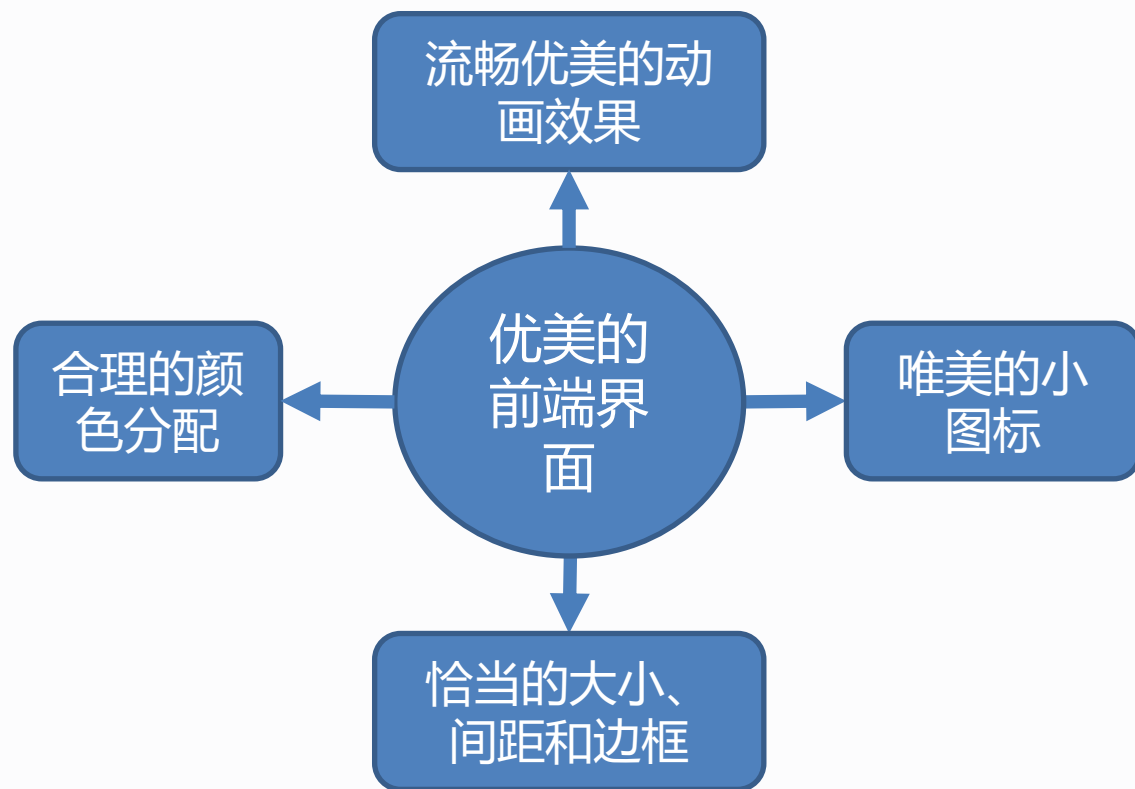 流畅优美的动
画效果
合理的颜
色分配
优美的
前端界
面
唯美的小
图标
恰当的大小、
间距和边框